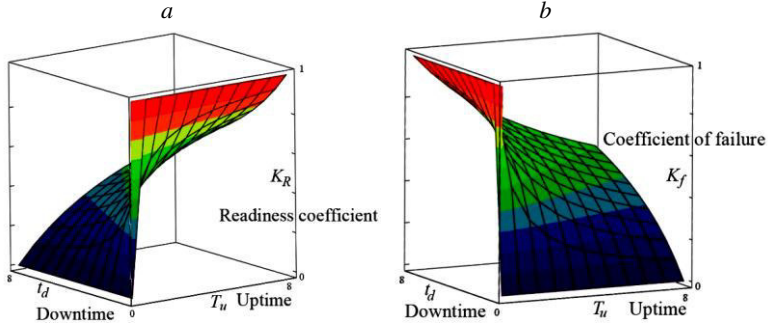 a
b
1
1
Coefficient of failure
K_R
K_f
Readiness coefficient
8
0
8
0
t_d
T_u Uptime
8
t_d
T_u Uptime
8
Downtime
0
Downtime
0